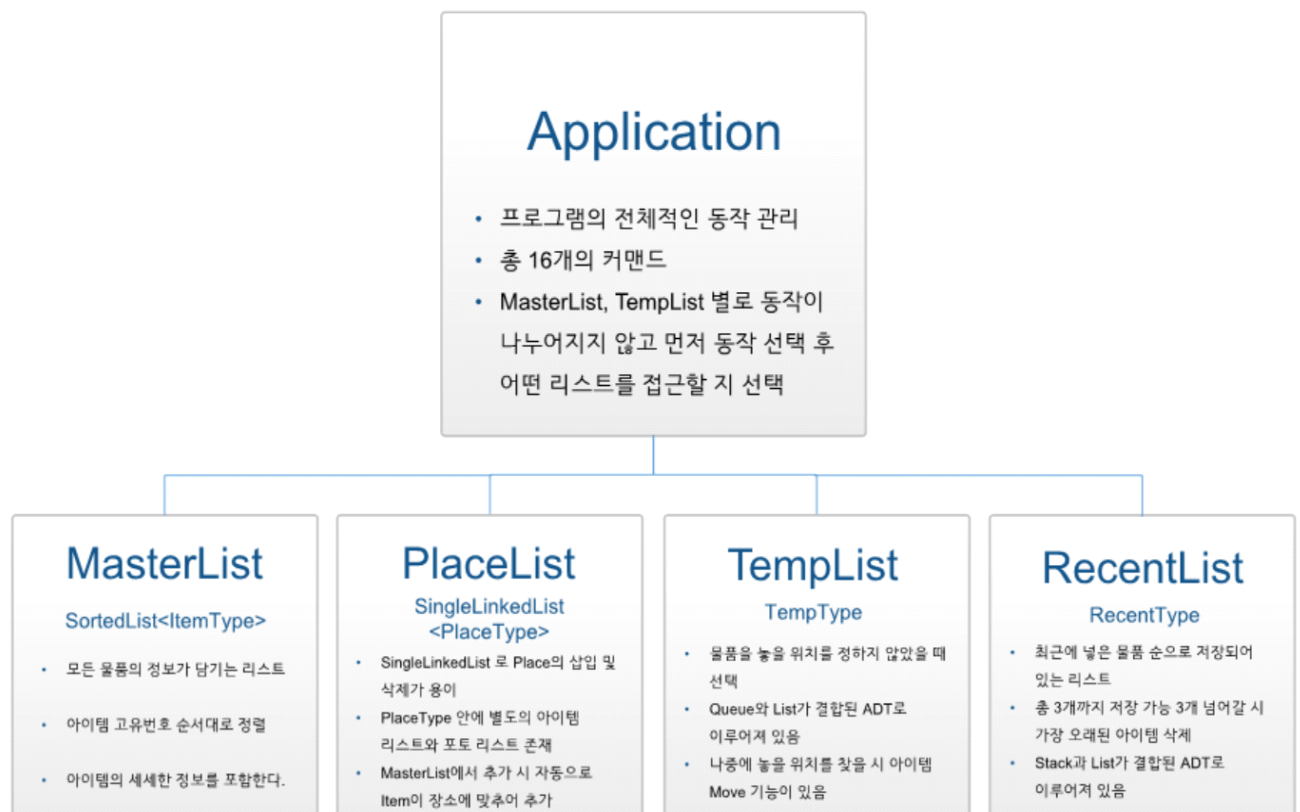 Application
• 프로그램의 전체적인 동작 관리
• 총 16개의 커맨드
• MasterList, TempList 별로 동작이
나누어지지 않고 먼저 동작 선택 후
어떤 리스트를 접근할 지 선택
MasterList
SortedList<ItemType>
• 모든 물품의 정보가 담기는 리스트
• 아이템 고유번호 순서대로 정렬
• 아이템의 세세한 정보를 포함한다.
PlaceList
SingleLinkedList
<PlaceType>
• SingleLinkedList 로 Place의 삽입 및
삭제가 용이
• PlaceType 안에 별도의 아이템
리스트와 포토 리스트 존재
• MasterList에서 추가 시 자동으로
Item이 장소에 맞추어 추가
TempList
TempType
• 물품을 놓을 위치를 정하지 않았을 때
선택
• Queue와 List가 결합된 ADT로
이루어져 있음
• 나중에 놓을 위치를 찾을 시 아이템
Move 기능이 있음
RecentList
RecentType
• 최근에 넣은 물품 순으로 저장되어
있는 리스트
• 총 3개까지 저장 가능 3개 넘어갈 시
가장 오래된 아이템 삭제
• Stack과 List가 결합된 ADT로
이루어져 있음